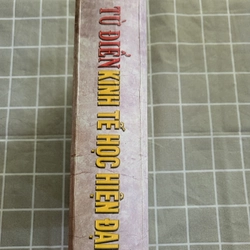 TỪ ĐIỂN KINH TẾ HỌC HIỆN ĐẠI